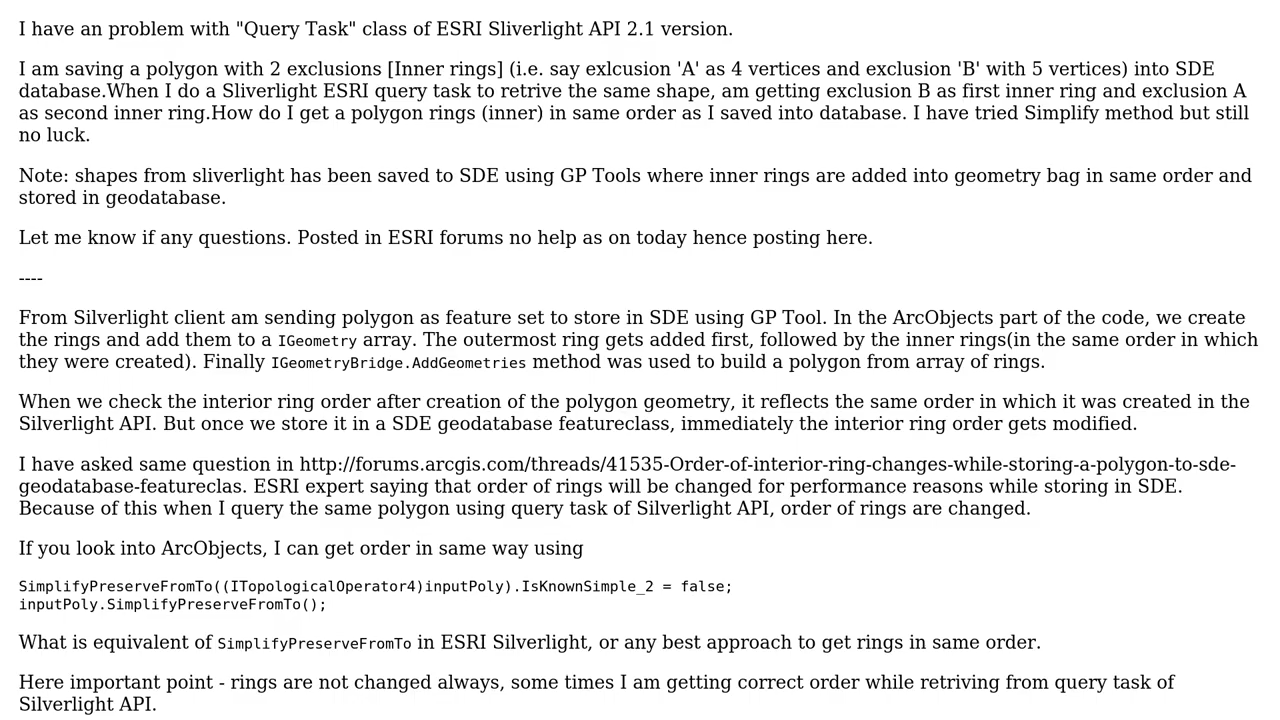 I have an problem with "Query Task" class of ESRI Sliverlight API 2.1 version.
I am saving a polygon with 2 exclusions [Inner rings] (i.e. say exlcusion 'A' as 4 vertices and exclusion 'B' with 5 vertices) into SDE
database.When I do a Sliverlight ESRI query task to retrive the same shape, am getting exclusion B as first inner ring and exclusion A
as second inner ring.How do I get a polygon rings (inner) in same order as I saved into database. I have tried Simplify method but still
no luck.
Note: shapes from sliverlight has been saved to SDE using GP Tools where inner rings are added into geometry bag in same order and
stored in geodatabase.
Let me know if any questions. Posted in ESRI forums no help as on today hence posting here.
----
From Silverlight client am sending polygon as feature set to store in SDE using GP Tool. In the ArcObjects part of the code, we create
the rings and add them to a IGeometry array. The outermost ring gets added first, followed by the inner rings(in the same order in which
they were created). Finally IGeometryBridge.AddGeometries method was used to build a polygon from array of rings.
When we check the interior ring order after creation of the polygon geometry, it reflects the same order in which it was created in the
Silverlight API. But once we store it in a SDE geodatabase featureclass, immediately the interior ring order gets modified.
I have asked same question in http://forums.arcgis.com/threads/41535-Order-of-interior-ring-changes-while-storing-a-polygon-to-sde-
geodatabase-featureclas. ESRI expert saying that order of rings will be changed for performance reasons while storing in SDE.
Because of this when I query the same polygon using query task of Silverlight API, order of rings are changed.
If you look into ArcObjects, I can get order in same way using
SimplifyPreserveFromTo((ITopologicalOperator4)inputPoly).IsKnownSimple_2 = false;
inputPoly.SimplifyPreserveFromTo();
What is equivalent of SimplifyPreserveFromTo in ESRI Silverlight, or any best approach to get rings in same order.
Here important point - rings are not changed always, some times I am getting correct order while retriving from query task of
Silverlight API.